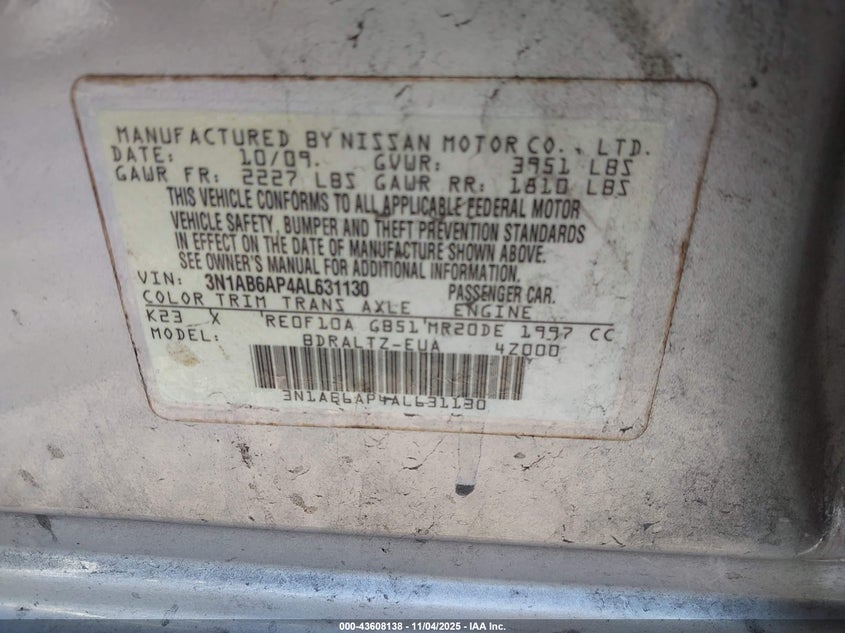 MANUFACTURED BY NISSAN MOTOR CO., LTD.
DATE: 10/09. GVWR: 3951 LBS
GAWR FR: 2227 LBS GAWR RR: 1810 LBS
THIS VEHICLE CONFORMS TO ALL APPLICABLE FEDERAL MOTOR
VEHICLE SAFETY, BUMPER AND THEFT PREVENTION STANDARDS
IN EFFECT ON THE DATE OF MANUFACTURE SHOWN ABOVE.
SEE OWNER'S MANUAL FOR ADDITIONAL INFORMATION.
VIN: 3N1AB6AP4AL631130 PASSENGER CAR.
COLOR TRIM TRANS AXLE ENGINE
K23 X RE0F10A GB51 MR20DE 1997 CC
MODEL: BDRALTZ-EUA 4Z000
3N1AB6AP4AL631130
000-43608138 - 11/04/2025 - IAA Inc.